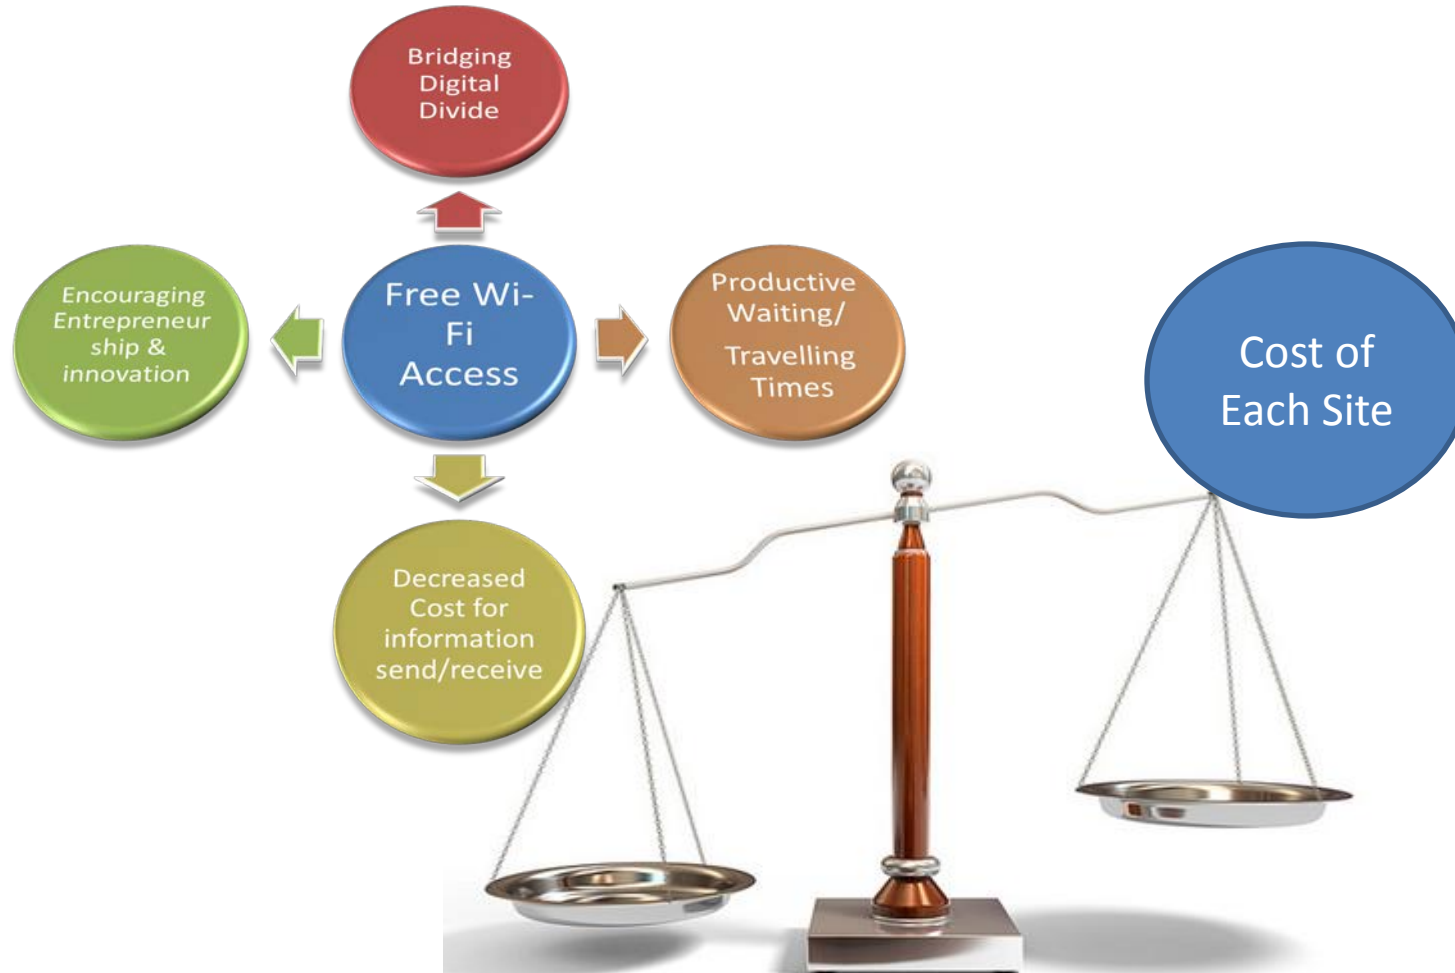 Bridging
Digital
Divide
Encouraging
Entrepreneur
ship &
innovation
Free Wi-
Fi
Access
Productive
Waiting/
Travelling
Times
Decreased
Cost for
information
send/receive
Cost of
Each Site